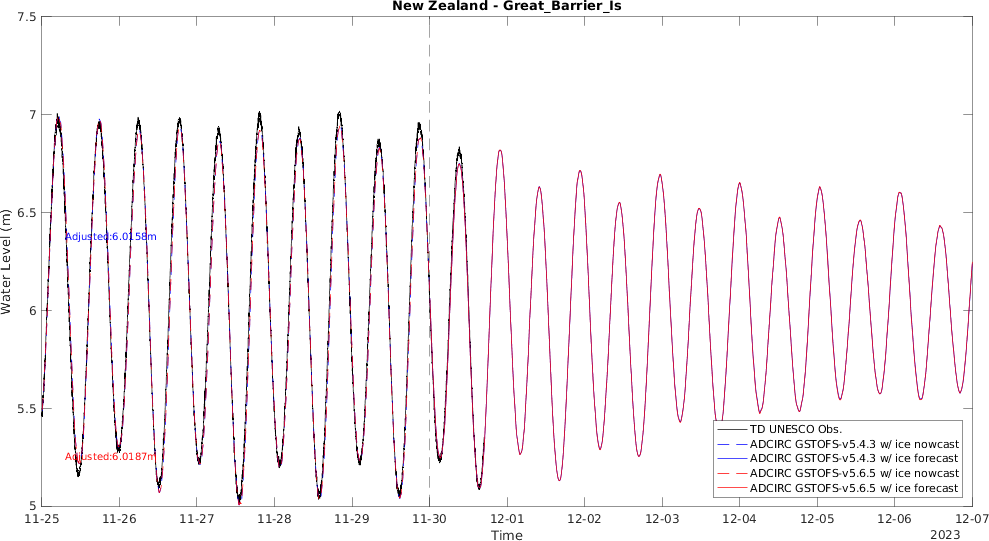 New Zealand - Great_Barrier_Is
7.5
7
6.5
6
5.5
5
Water Level (m)
Adjusted:6.0158m
Adjusted:6.0187m
TD UNESCO Obs.
ADCIRC GSTOFS-v5.4.3 w/ ice nowcast
ADCIRC GSTOFS-v5.4.3 w/ ice forecast
ADCIRC GSTOFS-v5.6.5 w/ ice nowcast
ADCIRC GSTOFS-v5.6.5 w/ ice forecast
11-25 11-26 11-27 11-28 11-29 11-30 12-01 12-02 12-03 12-04 12-05 12-06 12-07
Time
2023